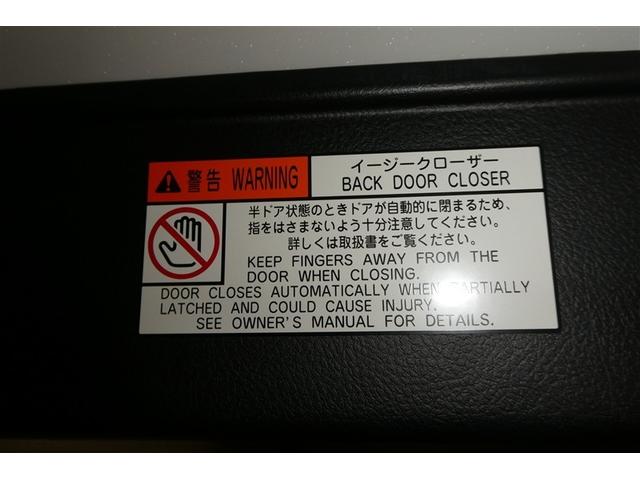 警告 WARNING
イージークローザー
BACK DOOR CLOSER
半ドア状態のときドアが自動的に閉まるため、
指をはさまないよう十分注意してください。
詳しくは取扱書をご覧ください。
KEEP FINGERS AWAY FROM THE
DOOR WHEN CLOSING.
DOOR CLOSES AUTOMATICALLY WHEN PARTIALLY
LATCHED AND COULD CAUSE INJURY.
SEE OWNER'S MANUAL FOR DETAILS.